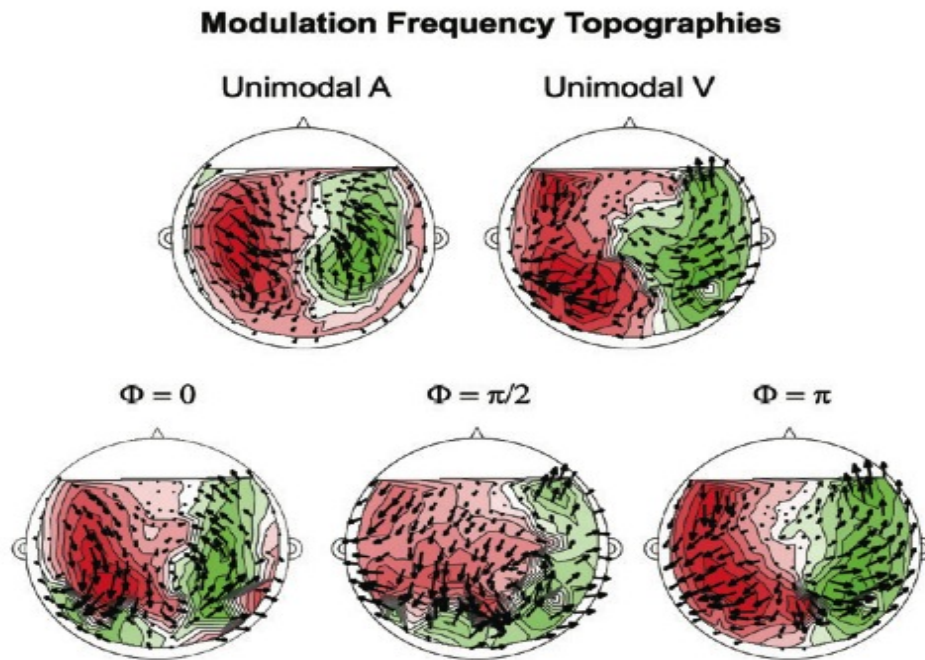 Modulation Frequency Topographies
Unimodal A
Unimodal V
Φ = 0
Φ = π/2
Φ = π